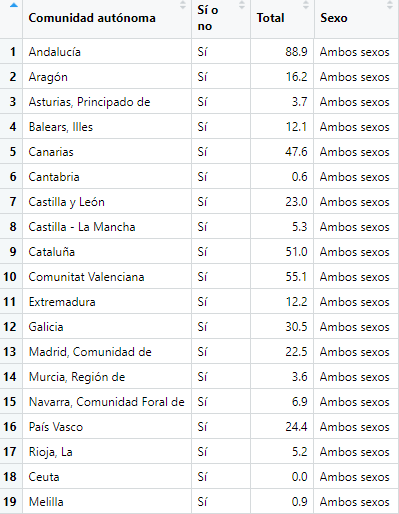 Comunidad autónoma Sí o no Total Sexo
1 Andalucía Sí 88.9 Ambos sexos
2 Aragón Sí 16.2 Ambos sexos
3 Asturias, Principado de Sí 3.7 Ambos sexos
4 Balears, Illes Sí 12.1 Ambos sexos
5 Canarias Sí 47.6 Ambos sexos
6 Cantabria Sí 0.6 Ambos sexos
7 Castilla y León Sí 23.0 Ambos sexos
8 Castilla - La Mancha Sí 5.3 Ambos sexos
9 Cataluña Sí 51.0 Ambos sexos
10 Comunitat Valenciana Sí 55.1 Ambos sexos
11 Extremadura Sí 12.2 Ambos sexos
12 Galicia Sí 30.5 Ambos sexos
13 Madrid, Comunidad de Sí 22.5 Ambos sexos
14 Murcia, Región de Sí 3.6 Ambos sexos
15 Navarra, Comunidad Foral de Sí 6.9 Ambos sexos
16 País Vasco Sí 24.4 Ambos sexos
17 Rioja, La Sí 5.2 Ambos sexos
18 Ceuta Sí 0.0 Ambos sexos
19 Melilla Sí 0.9 Ambos sexos